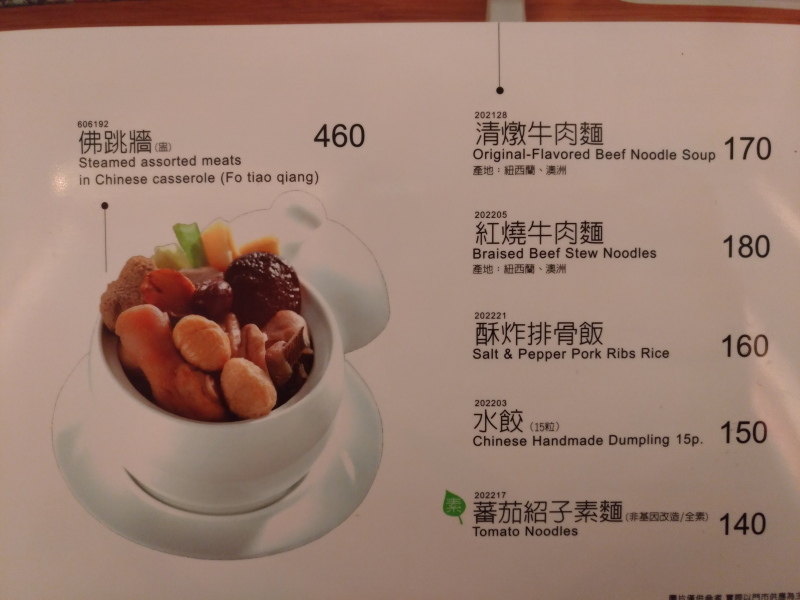 606192
佛跳牆(盅)
Steamed assorted meats
in Chinese casserole (Fo tiao qiang)
460
202128
清燉牛肉麵
Original-Flavored Beef Noodle Soup 170
產地：紐西蘭、澳洲
202205
紅燒牛肉麵
Braised Beef Stew Noodles 180
產地：紐西蘭、澳洲
202221
酥炸排骨飯
Salt & Pepper Pork Ribs Rice 160
202203
水餃(15粒)
Chinese Handmade Dumpling 15p. 150
素
202217
蕃茄紹子素麵(非基因改造/全素)
Tomato Noodles 140